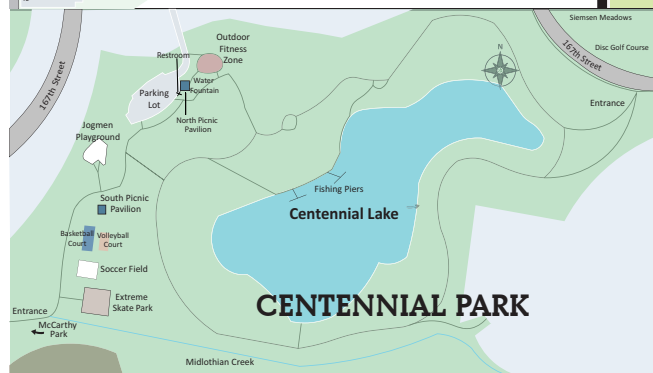 Siemsen Meadows
Disc Golf Course
167th Street
Entrance
N
Outdoor
Fitness
Zone
Restroom
Water
Fountain
Parking
Lot
North Picnic
Pavilion
167th Street
Jogmen
Playground
Fishing Piers
Centennial Lake
South Picnic
Pavilion
Basketball
Court
Volleyball
Court
Soccer Field
Extreme
Skate Park
CENTENNIAL PARK
Entrance
McCarthy
Park
Midlothian Creek